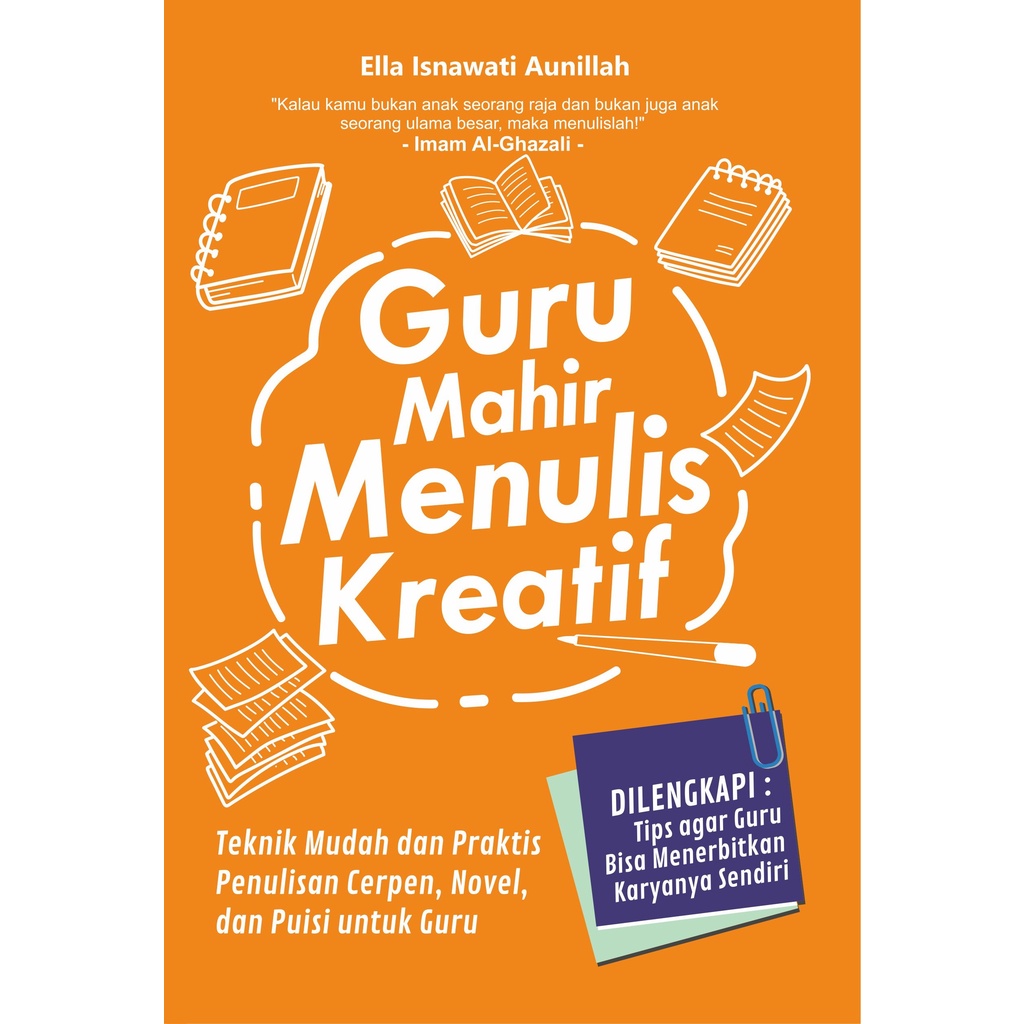 Ella Isnawati Aunillah
"Kalau kamu bukan anak seorang raja dan bukan juga anak
seorang ulama besar, maka menulislah!"
- Imam Al-Ghazali -
Guru
Mahir
Menulis
Kreatif
Teknik Mudah dan Praktis
Penulisan Cerpen, Novel,
dan Puisi untuk Guru
DILENGKAPI :
Tips agar Guru
Bisa Menerbitkan
Karyanya Sendiri